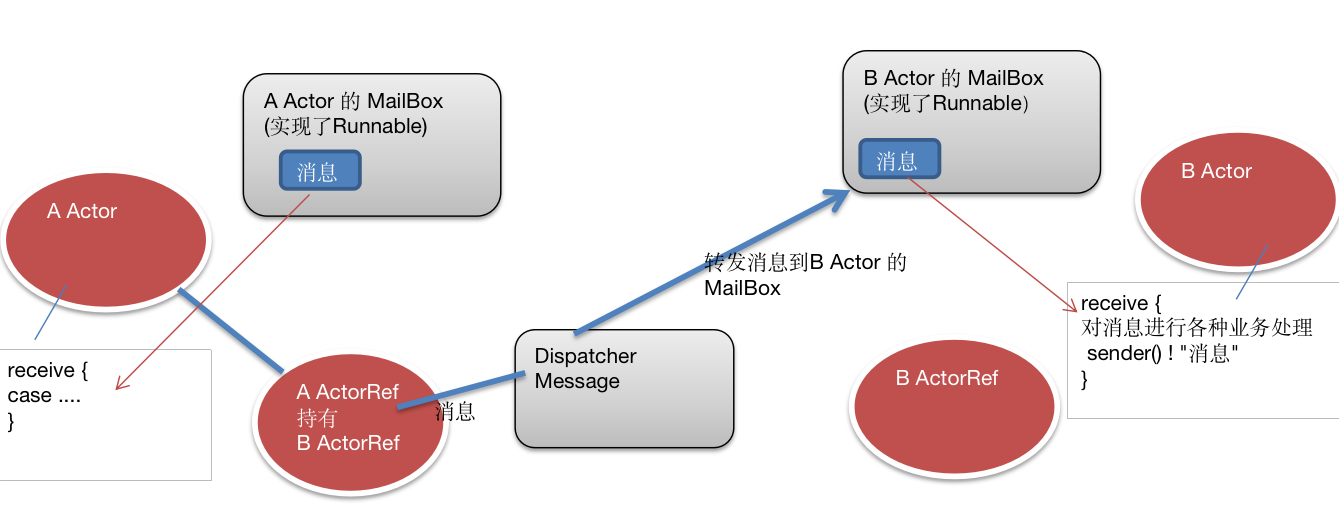 A Actor 的 MailBox
(实现了Runnable)
消息
B Actor 的 MailBox
(实现了Runnable）
消息
A Actor
B Actor
转发消息到B Actor 的
MailBox
receive {
对消息进行各种业务处理
sender() ! "消息"
}
receive {
case ....
}
A ActorRef
持有
B ActorRef
消息
Dispatcher
Message
B ActorRef